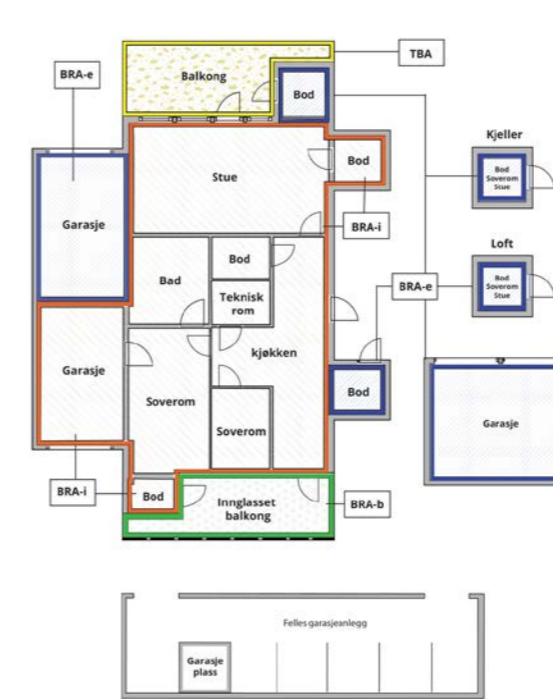 TBA
BRA-e
Balkong
Bod
Kjeller
Bod
Soverom
Stue
Stue
Bod
Garasje
BRA-i
Loft
Bod
Bad
Bod
Soverom
Stue
BRA-e
Teknisk
rom
kjøkken
Garasje
Bod
Soverom
Garasje
Soverom
BRA-i
Bod
Innglasset
balkong
BRA-b
Felles garasjeanlegg
Garasje
plass